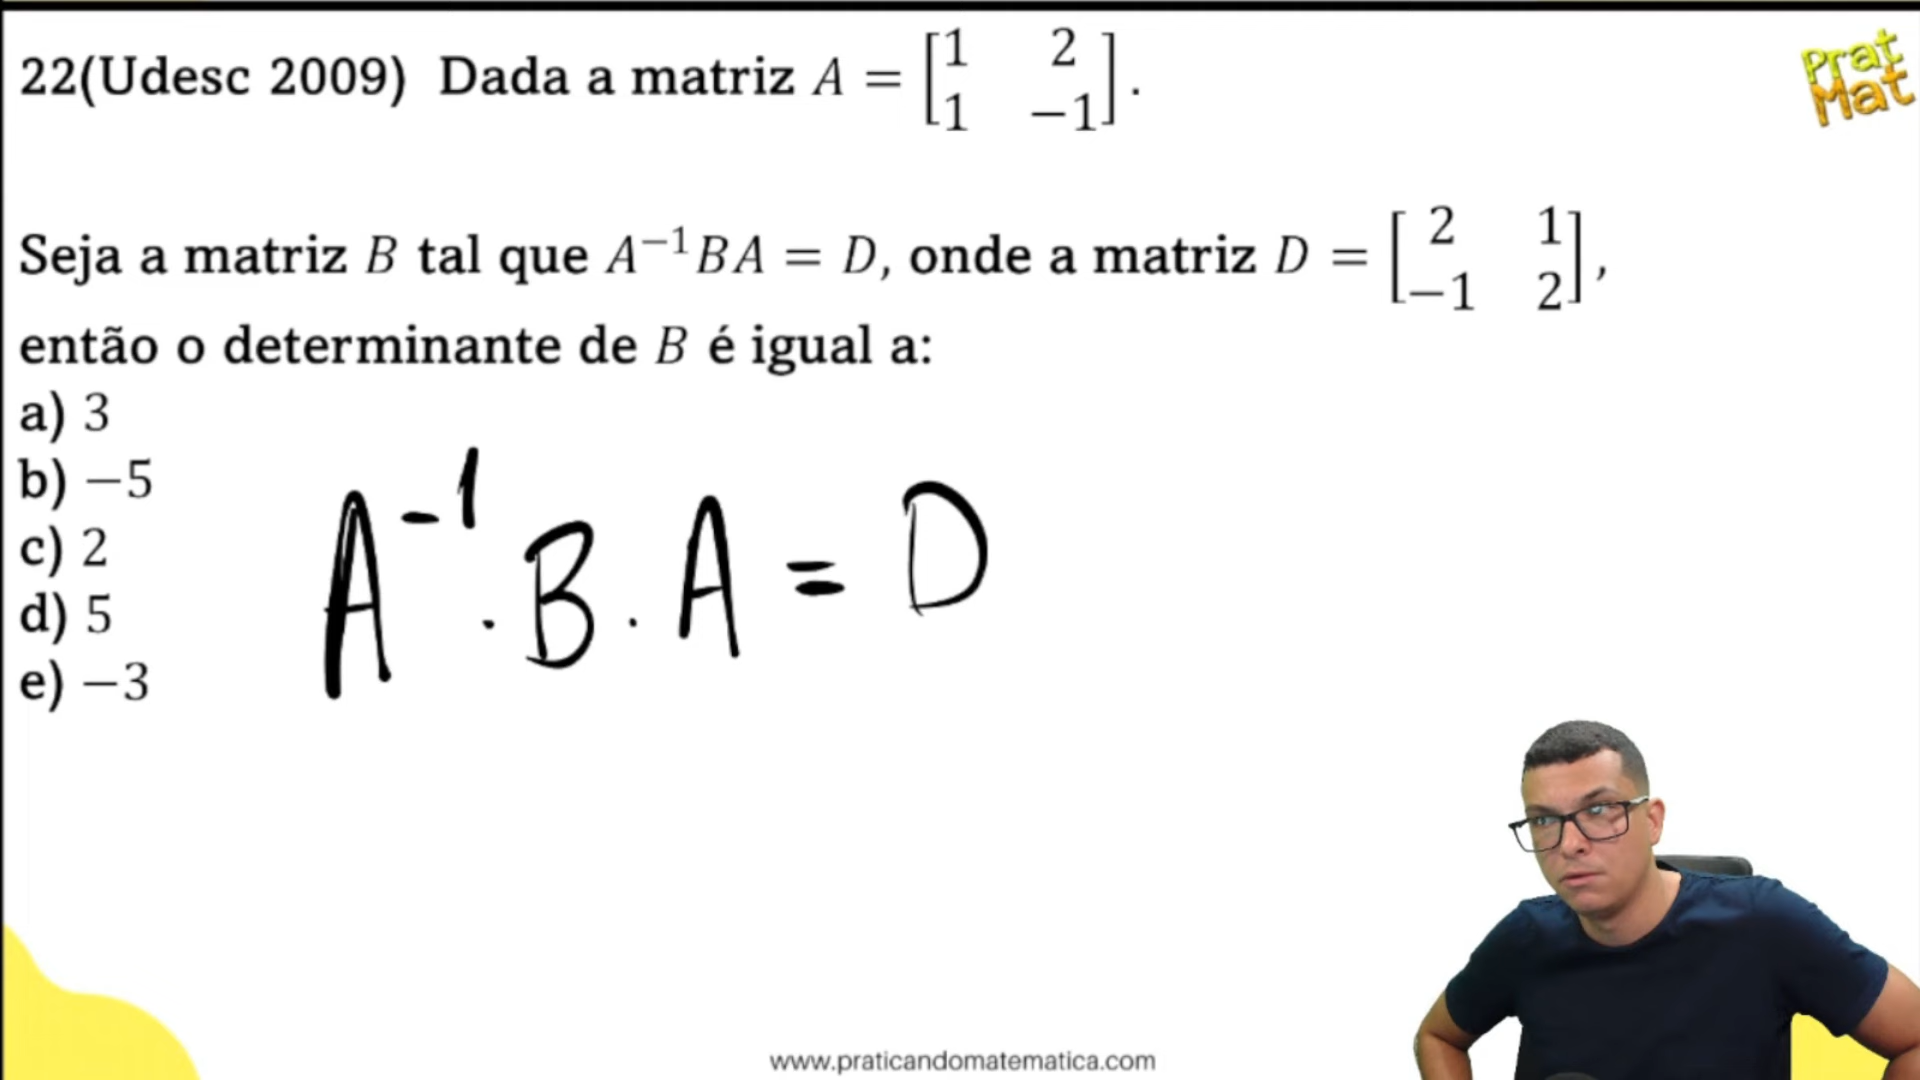 22(Udesc 2009) Dada a matriz A = [1 2
1 −1].
Prat
Mat
Seja a matriz B tal que A⁻¹BA = D, onde a matriz D = [2 1
−1 2],
então o determinante de B é igual a:
a) 3
b) −5
c) 2
d) 5
e) −3
A⁻¹ . B . A = D
www.praticandomatematica.com